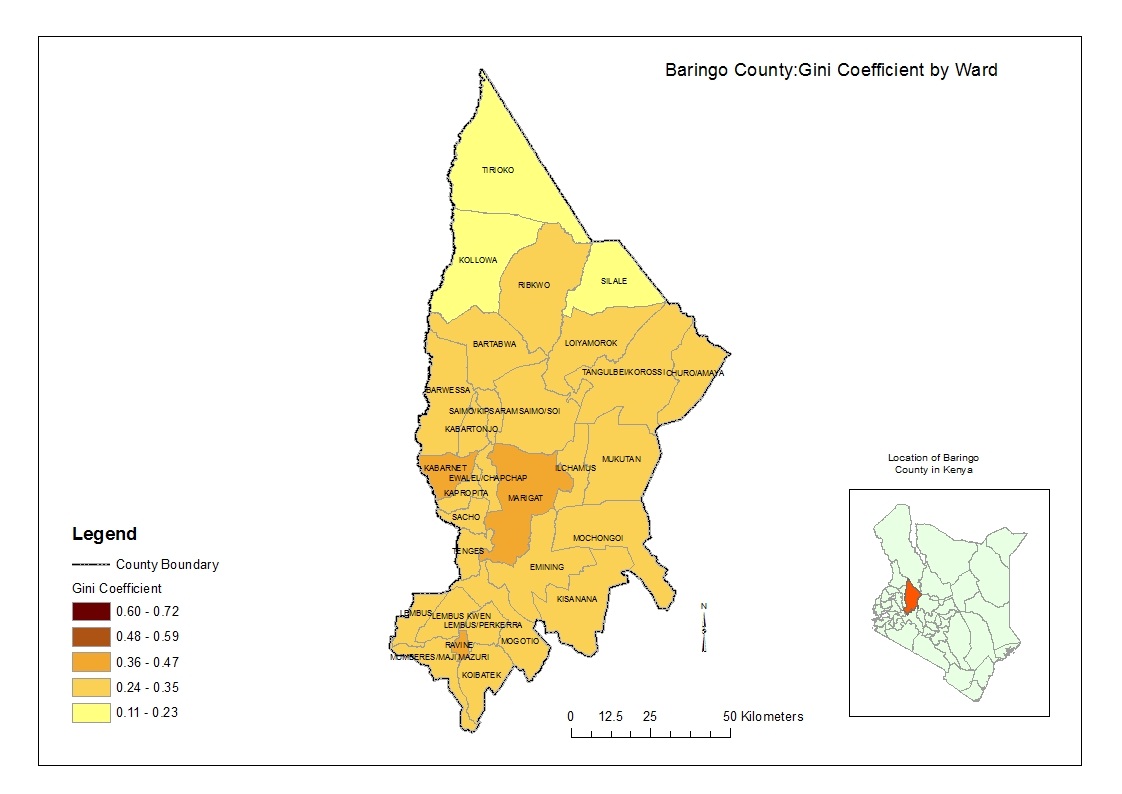 Baringo County:Gini Coefficient by Ward
TIRIOKO
KOLLOWA
RIBKWO
SILALE
BARTABWA
LOIYAMOROK
TANGULBEI/KOROSSI
CHURO/AMAYA
BARWESSA
SAIMO/KIPSARAM
SAIMO/SOI
KABARTONJO
KABARNET
ILCHAMUS
MUKUTAN
EWALEL/CHAPCHAP
KAPROPITA
MARIGAT
SACHO
MOCHONGOI
TENGES
EMINING
KISANANA
LEMBUS
LEMBUS KWEN
LEMBUS/PERKERRA
RAVINE
MOGOTIO
MUMBERES/MAJI MAZURI
KOIBATEK
Legend
County Boundary
Gini Coefficient
0.60 - 0.72
0.48 - 0.59
0.36 - 0.47
0.24 - 0.35
0.11 - 0.23
N
0 12.5 25 50 Kilometers
Location of Baringo
County in Kenya